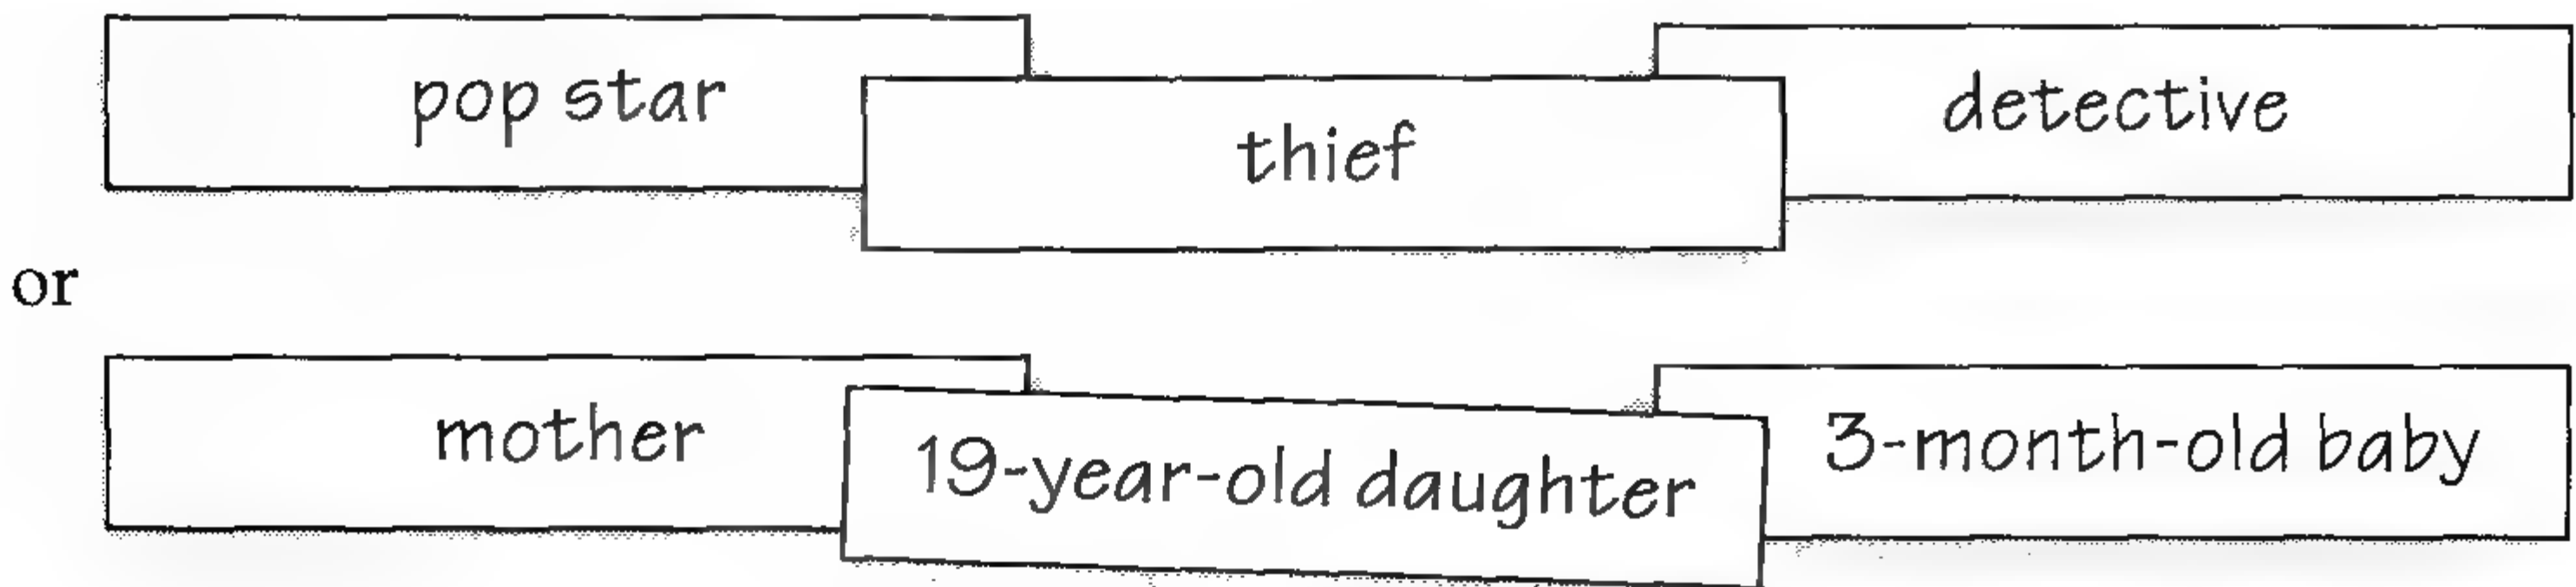 pop star
thief
detective
or
mother
19-year-old daughter
3-month-old baby